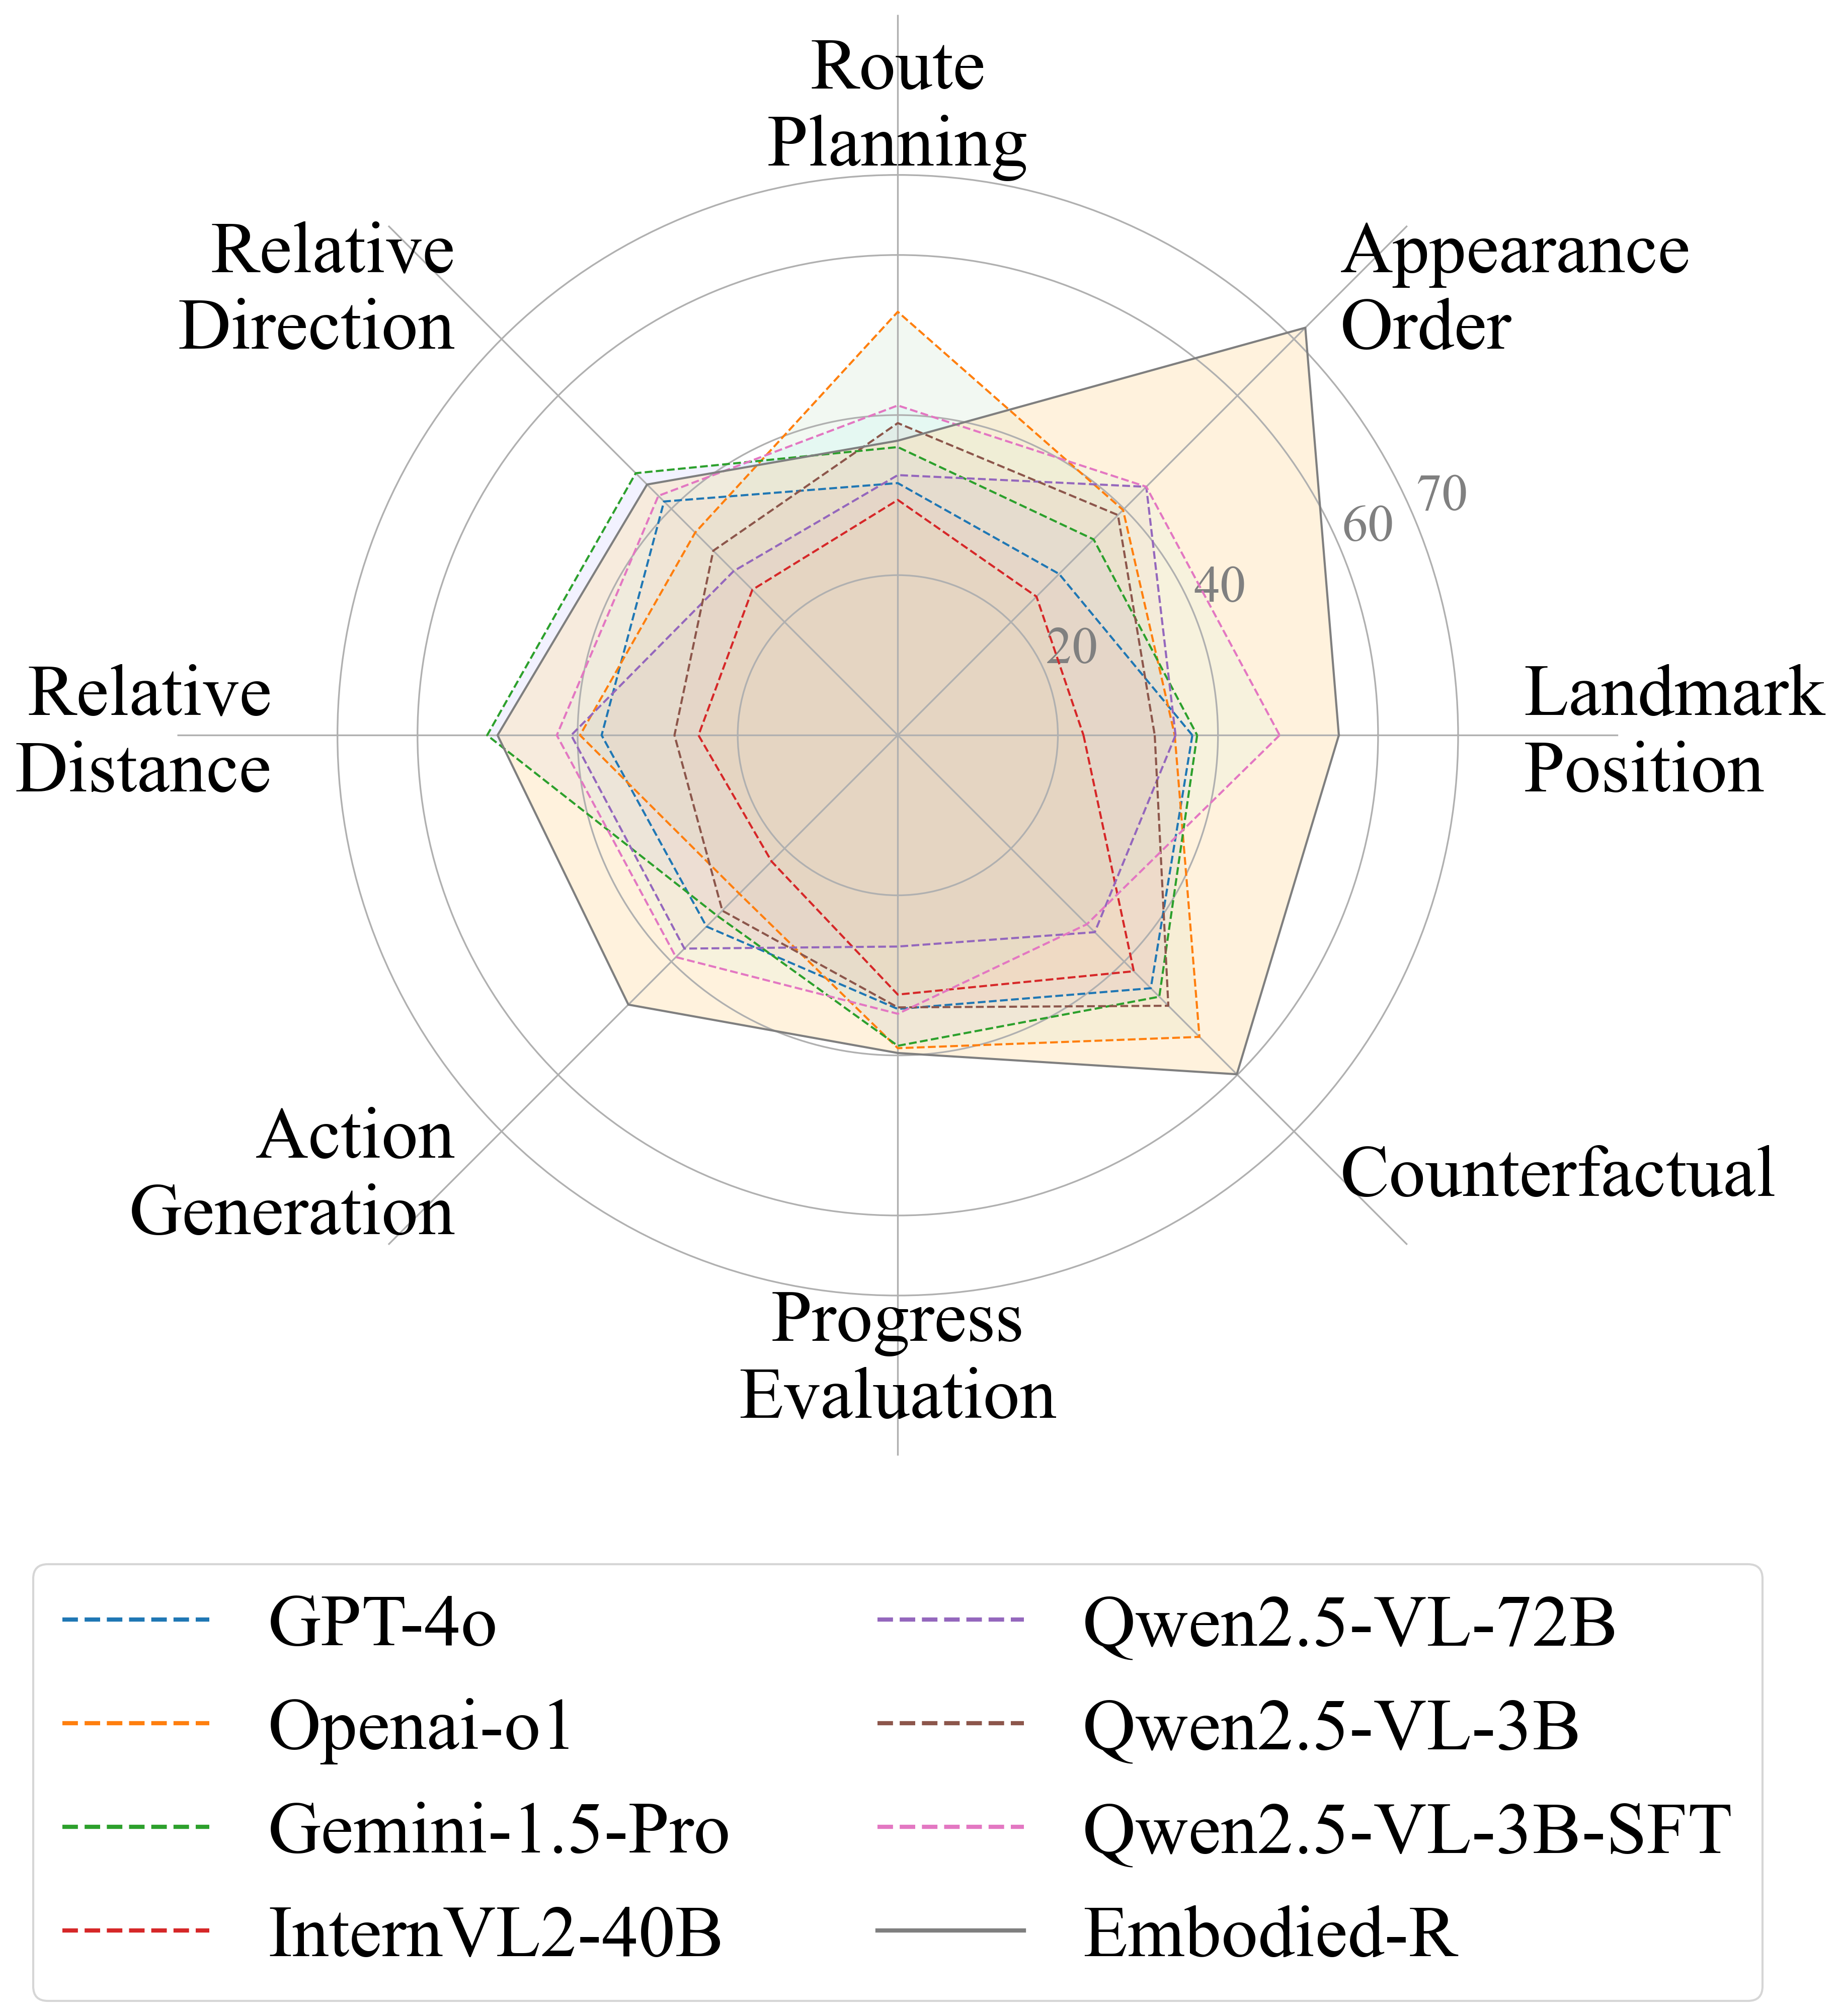 Route
Planning
Relative
Direction
Appearance
Order
70
60
40
20
Relative
Distance
Landmark
Position
Action
Generation
Counterfactual
Progress
Evaluation
GPT-4o
Openai-o1
Gemini-1.5-Pro
InternVL2-40B
Qwen2.5-VL-72B
Qwen2.5-VL-3B
Qwen2.5-VL-3B-SFT
Embodied-R